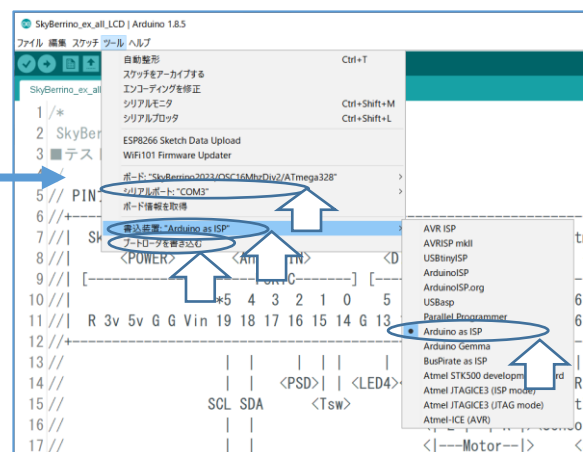 SkyBerrino_ex_all_LCD | Arduino 1.8.5
ファイル 編集 スケッチ ツール ヘルプ
自動整形 Ctrl+T
スケッチをアーカイブする
エンコーディングを修正
シリアルモニタ Ctrl+Shift+M
シリアルプロッタ Ctrl+Shift+L
ESP8266 Sketch Data Upload
WiFi101 Firmware Updater
ボード: "SkyBerrino2023/OSC16MhzDiv2/ATmega328"
シリアルポート: "COM3"
ボード情報を取得
書込装置: "Arduino as ISP"
ブートローダを書き込む
AVR ISP
AVRISP mkII
USBtinyISP
ArduinoISP
ArduinoISP.org
USBasp
Parallel Programmer
Arduino as ISP
Arduino Gemma
BusPirate as ISP
Atmel STK500 development board
Atmel JTAGICE3 (ISP mode)
Atmel JTAGICE3 (JTAG mode)
Atmel-ICE (AVR)
SkyBerrino_ex_all
1 /*
2 SkyBer
3 ■テス
4
5 // PIN
6 //+
7 //| Sk
8 //| <POWER> <D
9 //| [ ] [
10 //| *5 4 3 2 1 0 5 6
11 //| R 3v 5v G G Vin 19 18 17 16 15 14 G 13 6
12 //+
13 // | | | | | |
14 // | | <PSD>| | <LED4>
15 // SCL SDA <Tsw>
16 // | |
17 // | | <|---Motor--|> <